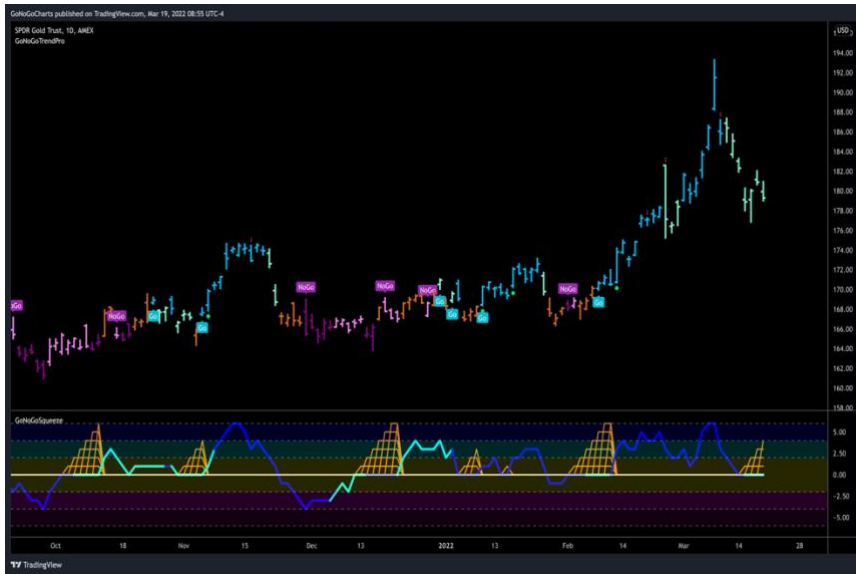 GoNoGoCharts published on TradingView.com, Mar 19, 2022 08:55 UTC-4
SPDR Gold Trust, 1D, AMEX
GoNoGoTrendPro
USD
194.00
192.00
190.00
188.00
186.00
184.00
182.00
180.00
178.00
176.00
174.00
172.00
170.00
168.00
166.00
164.00
162.00
160.00
158.00
NoGo
Go
Go
NoGo
NoGo
NoGo
Go
Go
Go
NoGo
Go
GoNoGoSqueeze
5.00
2.50
0.00
-2.50
-5.00
Oct 18 Nov 15 Dec 13 2022 13 Feb 14 Mar 14 28
TradingView